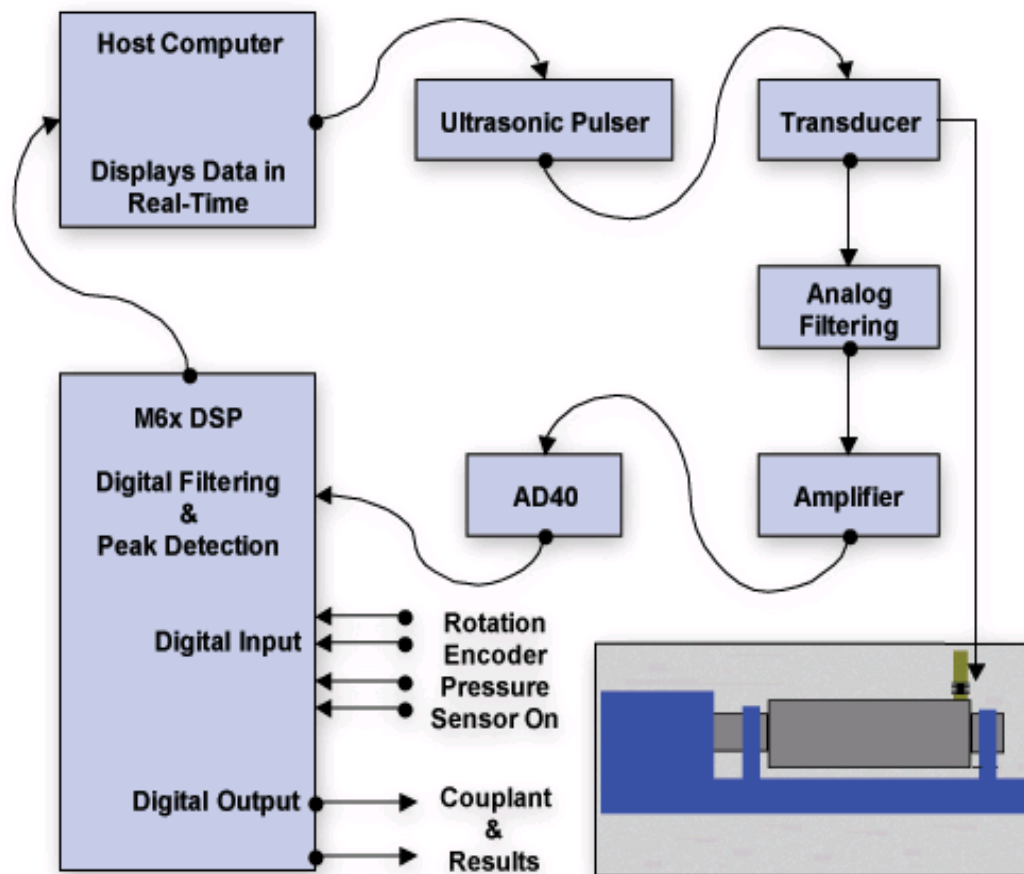 Host Computer
Displays Data in
Real-Time
Ultrasonic Pulser
Transducer
Analog
Filtering
Amplifier
AD40
M6x DSP
Digital Filtering
&
Peak Detection
Digital Input
Rotation
Encoder
Pressure
Sensor On
Digital Output
Couplant
&
Results